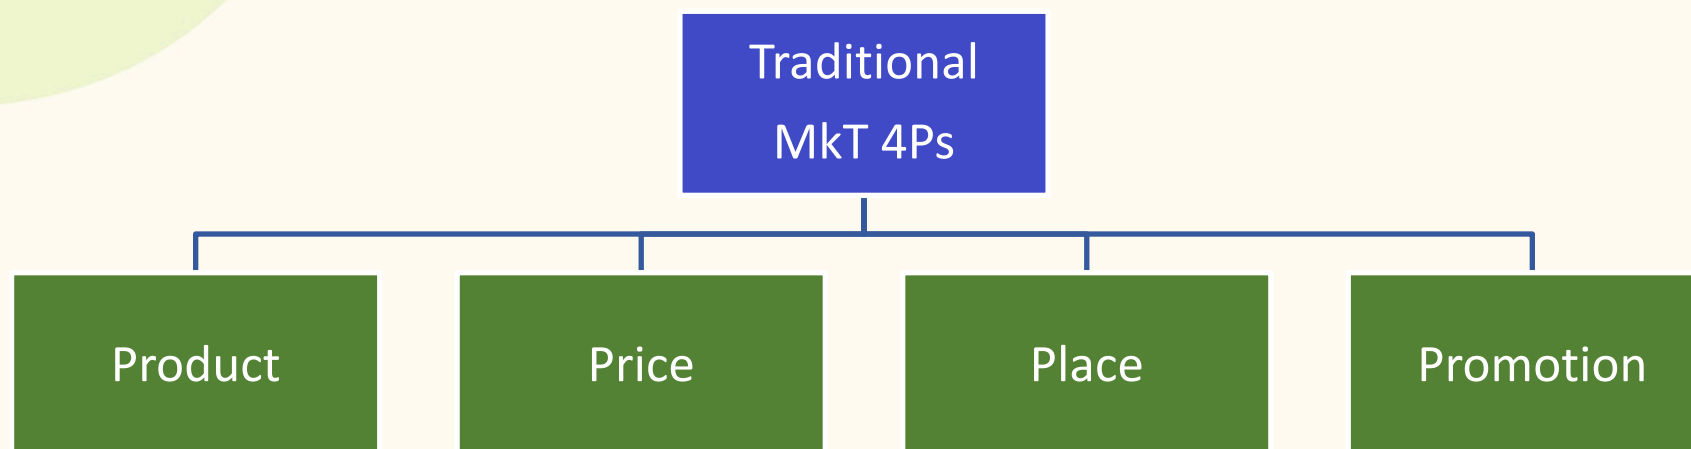 Traditional
MkT 4Ps
Product
Price
Place
Promotion